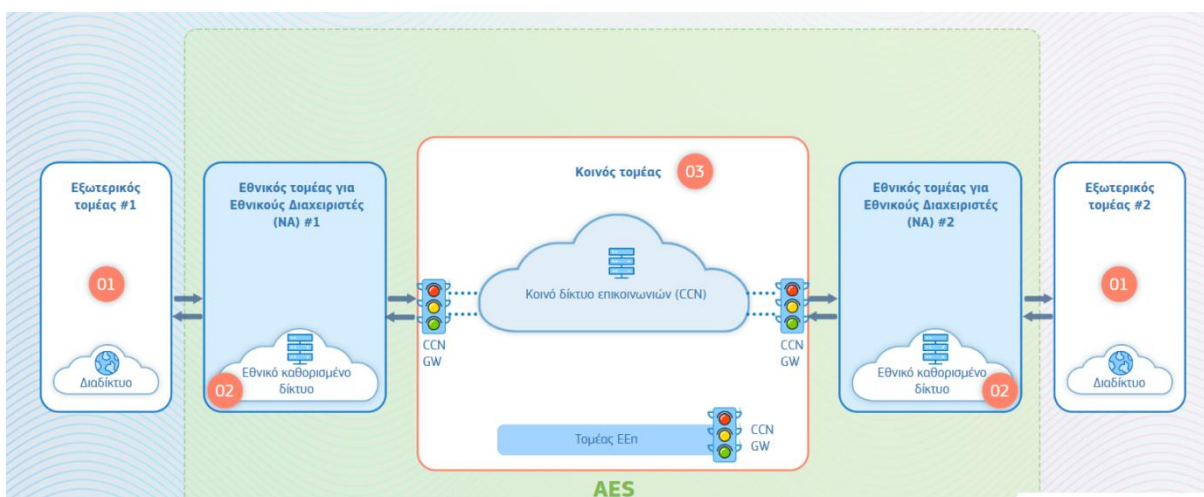 Εξωτερικός
τομέας #1
01
Διαδίκτυο
Εθνικός τομέας για
Εθνικούς Διαχειριστές
(NA) #1
02
Εθνικό καθορισμένο
δίκτυο
Κοινός τομέας
03
Κοινό δίκτυο επικοινωνιών (CCN)
CCN
GW
CCN
GW
Τομέας ΕΕπ
CCN
GW
Εθνικός τομέας για
Εθνικούς Διαχειριστές
(NA) #2
Εθνικό καθορισμένο
δίκτυο
02
Εξωτερικός
τομέας #2
01
Διαδίκτυο
AES